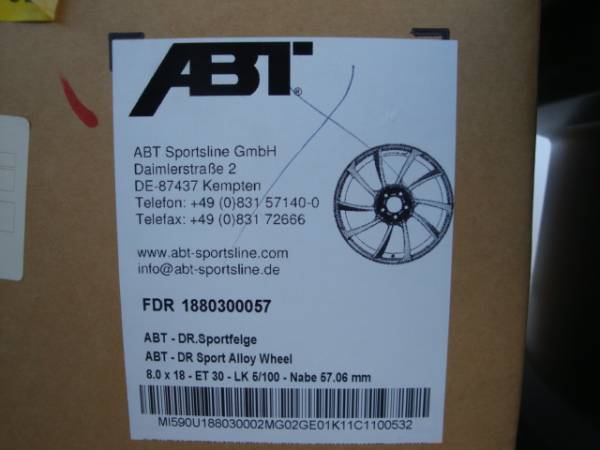 ABT®
ABT Sportsline GmbH
Daimlerstraße 2
DE-87437 Kempten
Telefon: +49 (0)831 57140-0
Telefax: +49 (0)831 72666
www.abt-sportsline.com
info@abt-sportsline.de
FDR 1880300057
ABT - DR.Sportfelge
ABT - DR Sport Alloy Wheel
8.0 x 18 - ET 30 - LK 5/100 - Nabe 57.06 mm
MI590U188030002MG02GE01K11C1100532